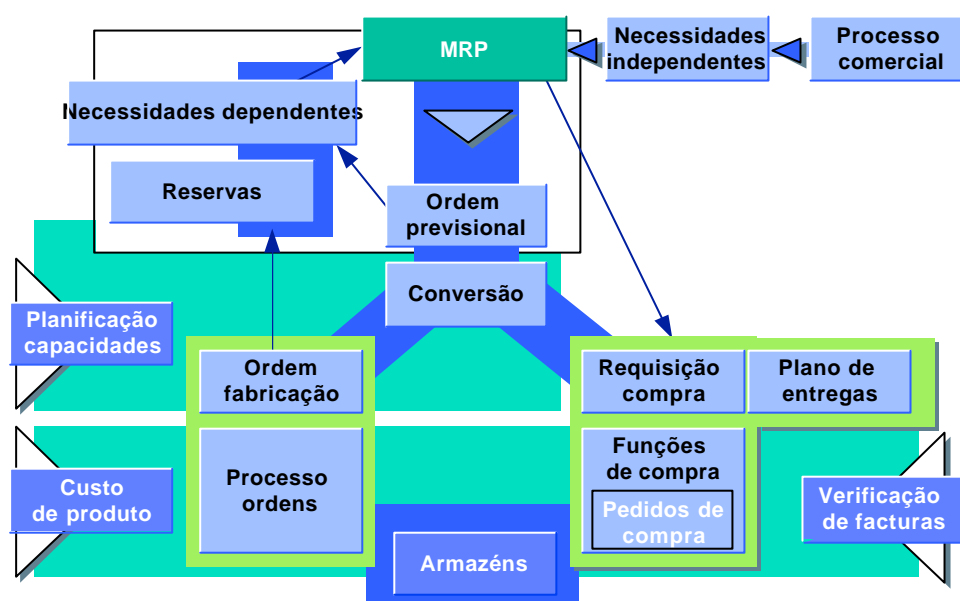 MRP
Necessidades
independentes
Processo
comercial
Necessidades dependentes
Reservas
Ordem
previsional
Conversão
Planificação
capacidades
Ordem
fabricação
Requisição
compra
Plano de
entregas
Custo
de produto
Processo
ordens
Funções
de compra
Pedidos de
compra
Verificação
de facturas
Armazéns